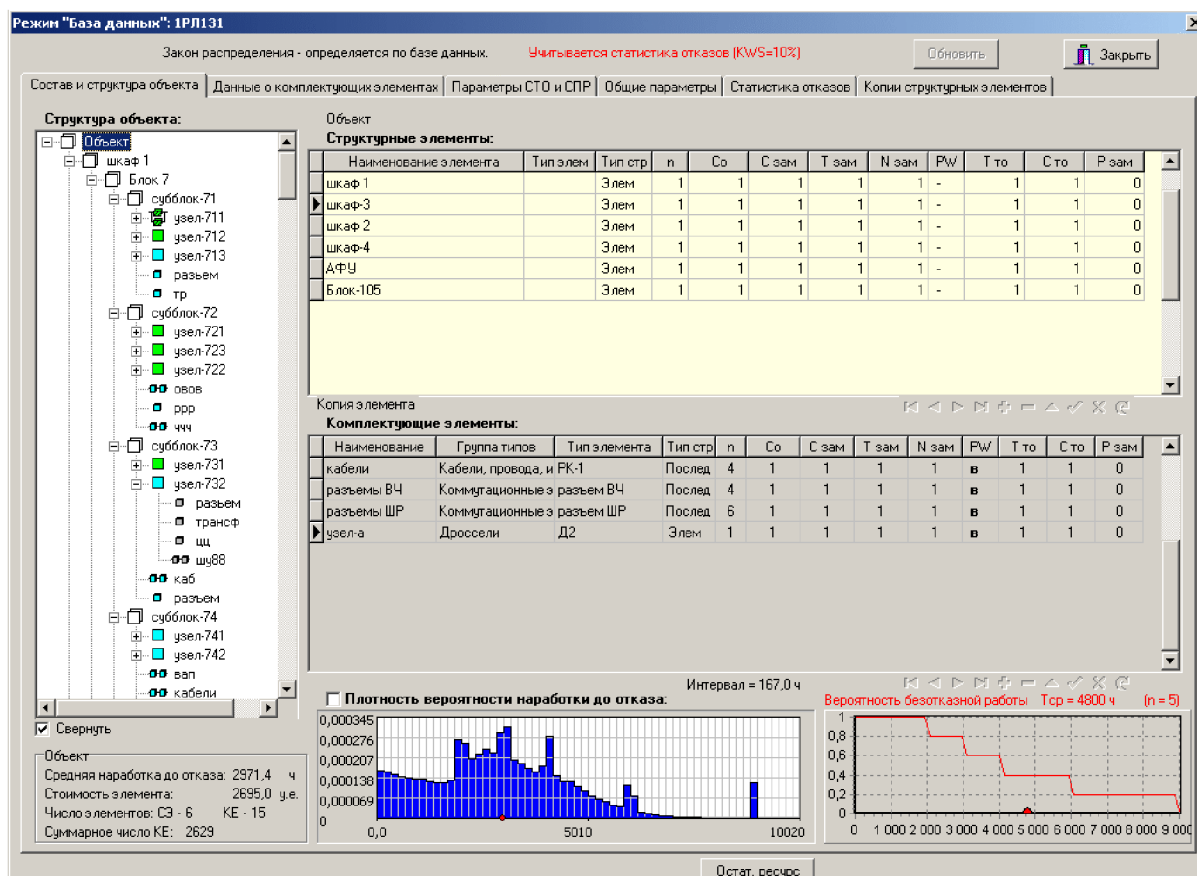 Режим "База данных": 1РЛ131
Закон распределения - определяется по базе данных. Учитывается статистика отказов (KWS=10%) Обновить Закрыть
Состав и структура объекта Данные о комплектующих элементах Параметры СТО и СПР Общие параметры Статистика отказов Копии структурных элементов
Структура объекта:
Объект
шкаф 1
Блок 7
субблок-71
узел-711
узел-712
узел-713
разьем
тр
субблок-72
узел-721
узел-723
узел-722
овов
ррр
ччч
субблок-73
узел-731
узел-732
разьем
трансф
цц
шу88
каб
разъем
субблок-74
узел-741
узел-742
вап
кабели
Свернуть
Объект
Средняя наработка до отказа: 2971,4 ч
Стоимость элемента: 2695,0 у.е.
Число элементов: СЭ - 6 КЕ - 15
Суммарное число КЕ: 2629
Объект
Структурные элементы:
Наименование элемента Тип элем Тип стр n Со С зам Т зам N зам PW Т то С то Р зам
шкаф 1 Элем 1 1 1 1 1 - 1 1 0
шкаф-3 Элем 1 1 1 1 1 - 1 1 0
шкаф 2 Элем 1 1 1 1 1 - 1 1 0
шкаф-4 Элем 1 1 1 1 1 - 1 1 0
АФУ Элем 1 1 1 1 1 - 1 1 0
Блок-105 Элем 1 1 1 1 1 - 1 1 0
Копия элемента
Комплектующие элементы:
Наименование Группа типов Тип элемента Тип стр n Со С зам Т зам N зам PW Т то С то Р зам
кабели Кабели, провода, и РК-1 Послед 4 1 1 1 1 в 1 1 0
разъемы ВЧ Коммутационные э разъем ВЧ Послед 4 1 1 1 1 в 1 1 0
разъемы ШР Коммутационные э разъем ШР Послед 6 1 1 1 1 в 1 1 0
узел-а Дроссели Д2 Элем 1 1 1 1 1 в 1 1 0
Интервал = 167,0 ч
Плотность вероятности наработки до отказа:
0,000345
0,000276
0,000207
0,000138
0,000069
0
0,0 5010 10020
Вероятность безотказной работы Тср = 4800 ч (n = 5)
1
0,8
0,6
0,4
0,2
0
0 1 000 2 000 3 000 4 000 5 000 6 000 7 000 8 000 9 000
Остат. ресурс